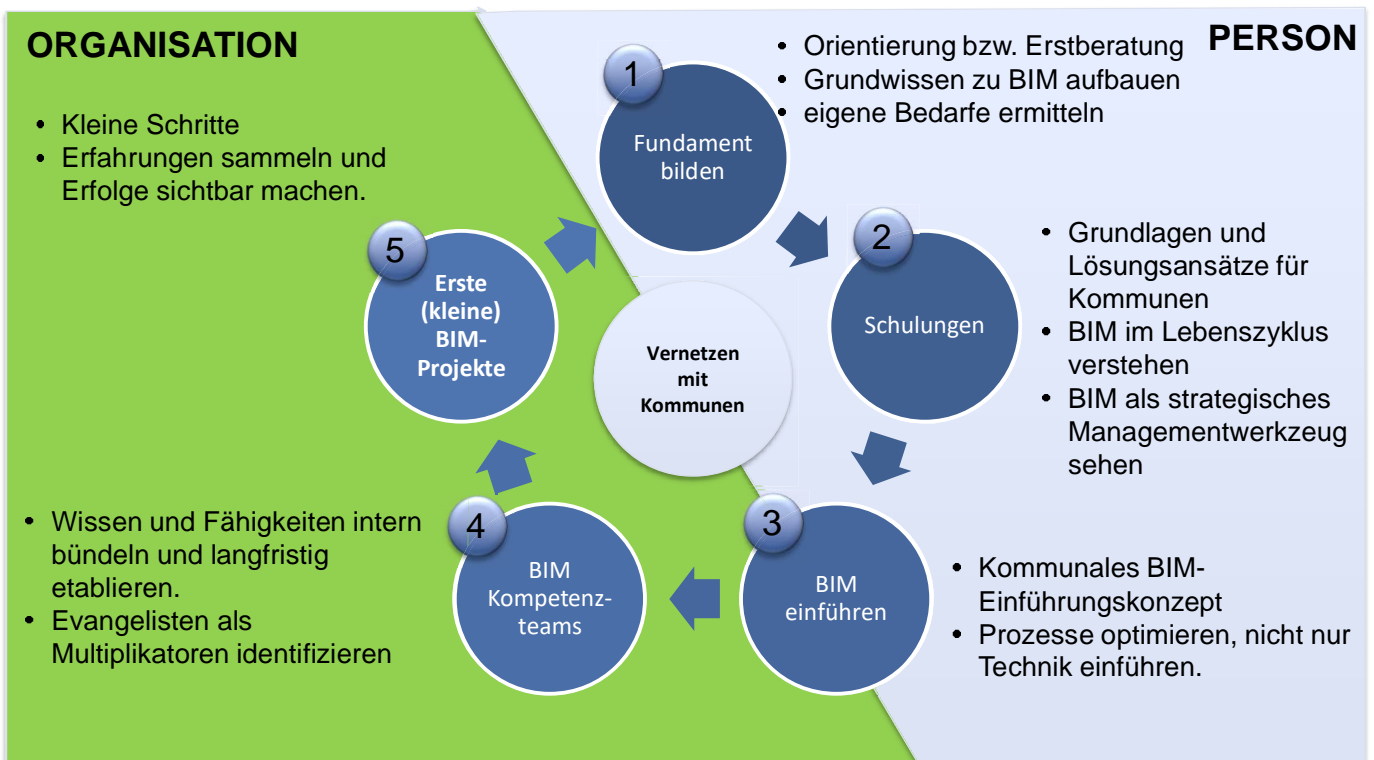 ORGANISATION
PERSON
1
Fundament
bilden
• Orientierung bzw. Erstberatung
• Grundwissen zu BIM aufbauen
• eigene Bedarfe ermitteln
2
Schulungen
• Grundlagen und
Lösungsansätze für
Kommunen
• BIM im Lebenszyklus
verstehen
• BIM als strategisches
Managementwerkzeug
sehen
3
BIM
einführen
• Kommunales BIM-
Einführungskonzept
• Prozesse optimieren, nicht nur
Technik einführen.
4
BIM
Kompetenz-
teams
• Wissen und Fähigkeiten intern
bündeln und langfristig
etablieren.
• Evangelisten als
Multiplikatoren identifizieren
5
Erste
(kleine)
BIM-
Projekte
• Kleine Schritte
• Erfahrungen sammeln und
Erfolge sichtbar machen.
Vernetzen
mit
Kommunen